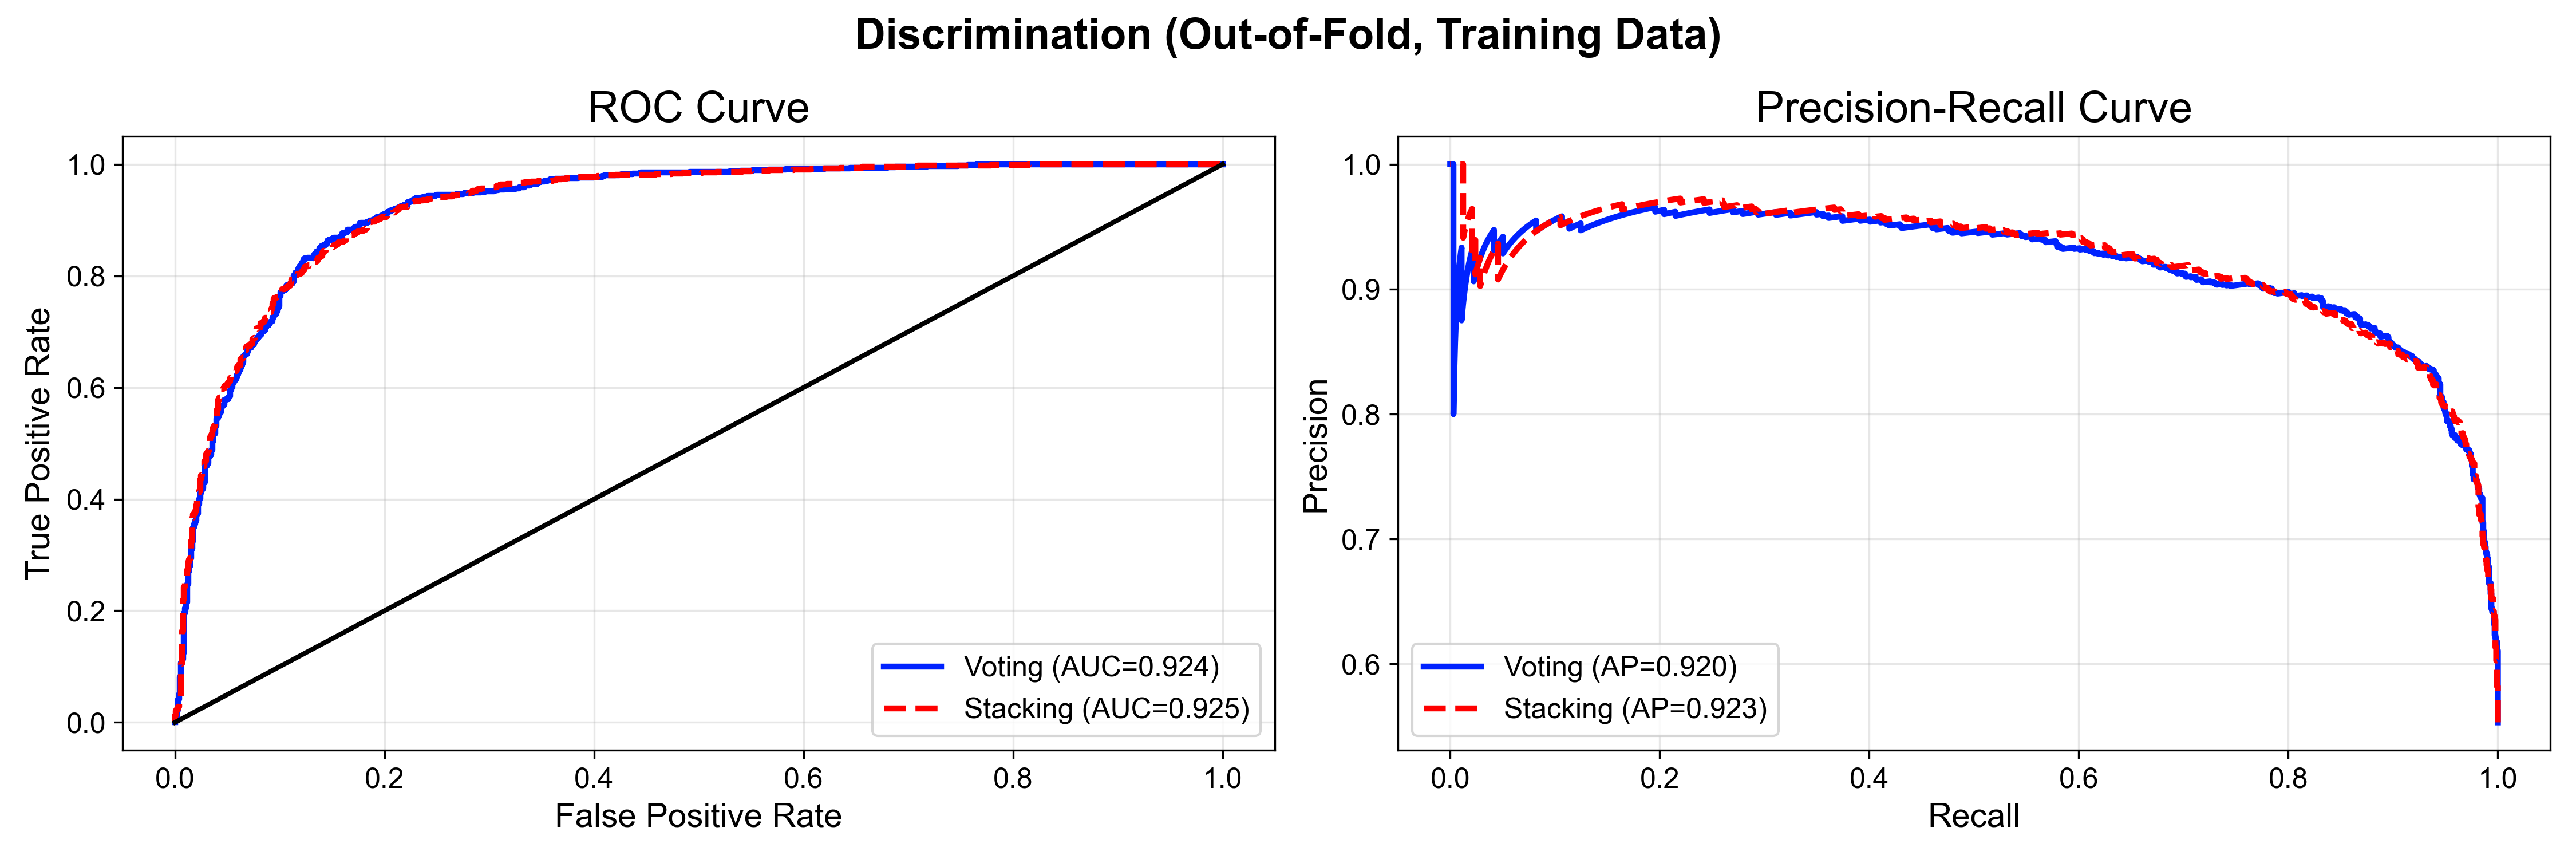 Discrimination (Out-of-Fold, Training Data)
ROC Curve
True Positive Rate
1.0
0.8
0.6
0.4
0.2
0.0
Voting (AUC=0.924)
Stacking (AUC=0.925)
0.0 0.2 0.4 0.6 0.8 1.0
False Positive Rate
Precision-Recall Curve
Precision
1.0
0.9
0.8
0.7
0.6
Voting (AP=0.920)
Stacking (AP=0.923)
0.0 0.2 0.4 0.6 0.8 1.0
Recall